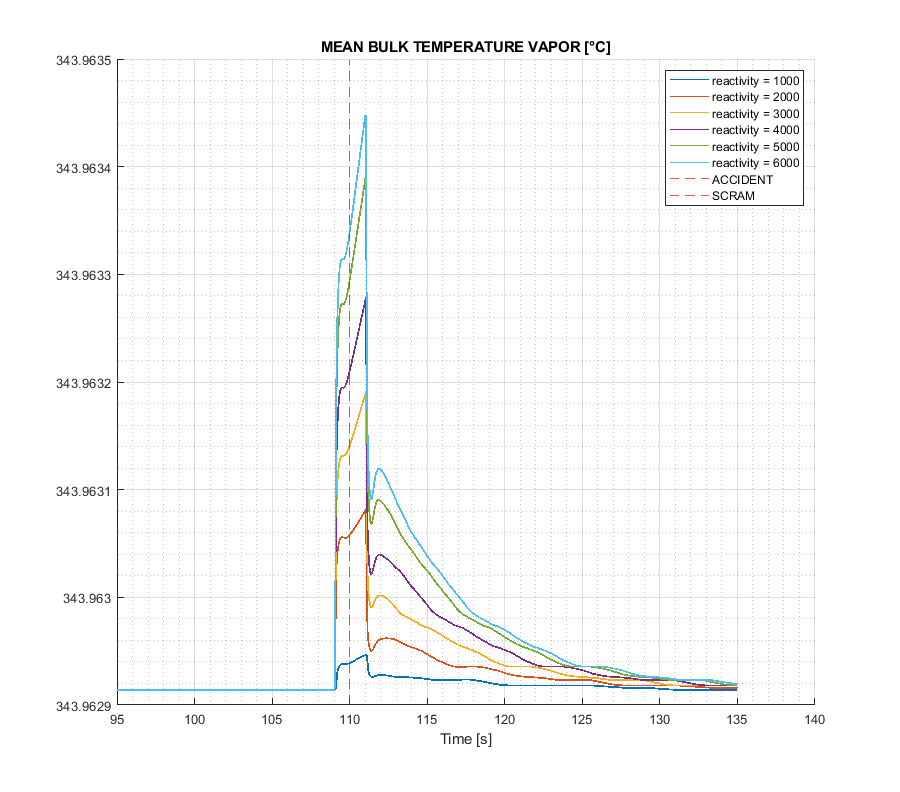 MEAN BULK TEMPERATURE VAPOR [°C]
343.9635
343.9634
343.9633
343.9632
343.9631
343.963
343.9629
reactivity = 1000
reactivity = 2000
reactivity = 3000
reactivity = 4000
reactivity = 5000
reactivity = 6000
ACCIDENT
SCRAM
95 100 105 110 115 120 125 130 135 140
Time [s]